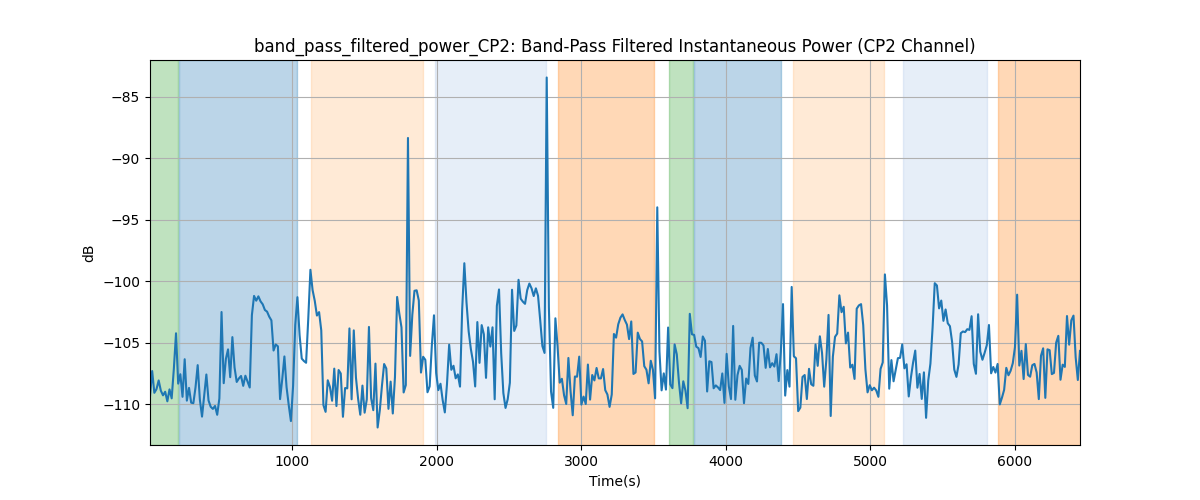 band_pass_filtered_power_CP2: Band-Pass Filtered Instantaneous Power (CP2 Channel)
−85
−90
−95
−100
−105
−110
dB
1000 2000 3000 4000 5000 6000
Time(s)